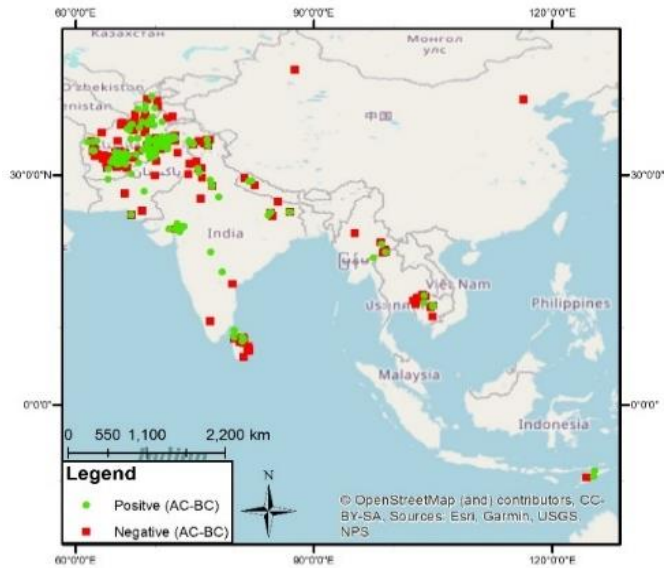 60°0'0"E 90°0'0"E 120°0'0"E
Казахстан
Монгол
улс
O'zbekiston
enistan
中国
30°0'0"N 30°0'0"N
پاکستان
India
Việt Nam
Philippines
Malaysia
0°0'0" 0°0'0"
Indonesia
0 550 1,100 2,200 km
Legend
Positve (AC-BC)
Negative (AC-BC)
N
© OpenStreetMap (and) contributors, CC-
BY-SA, Sources: Esri, Garmin, USGS,
NPS
60°0'0"E 90°0'0"E 120°0'0"E